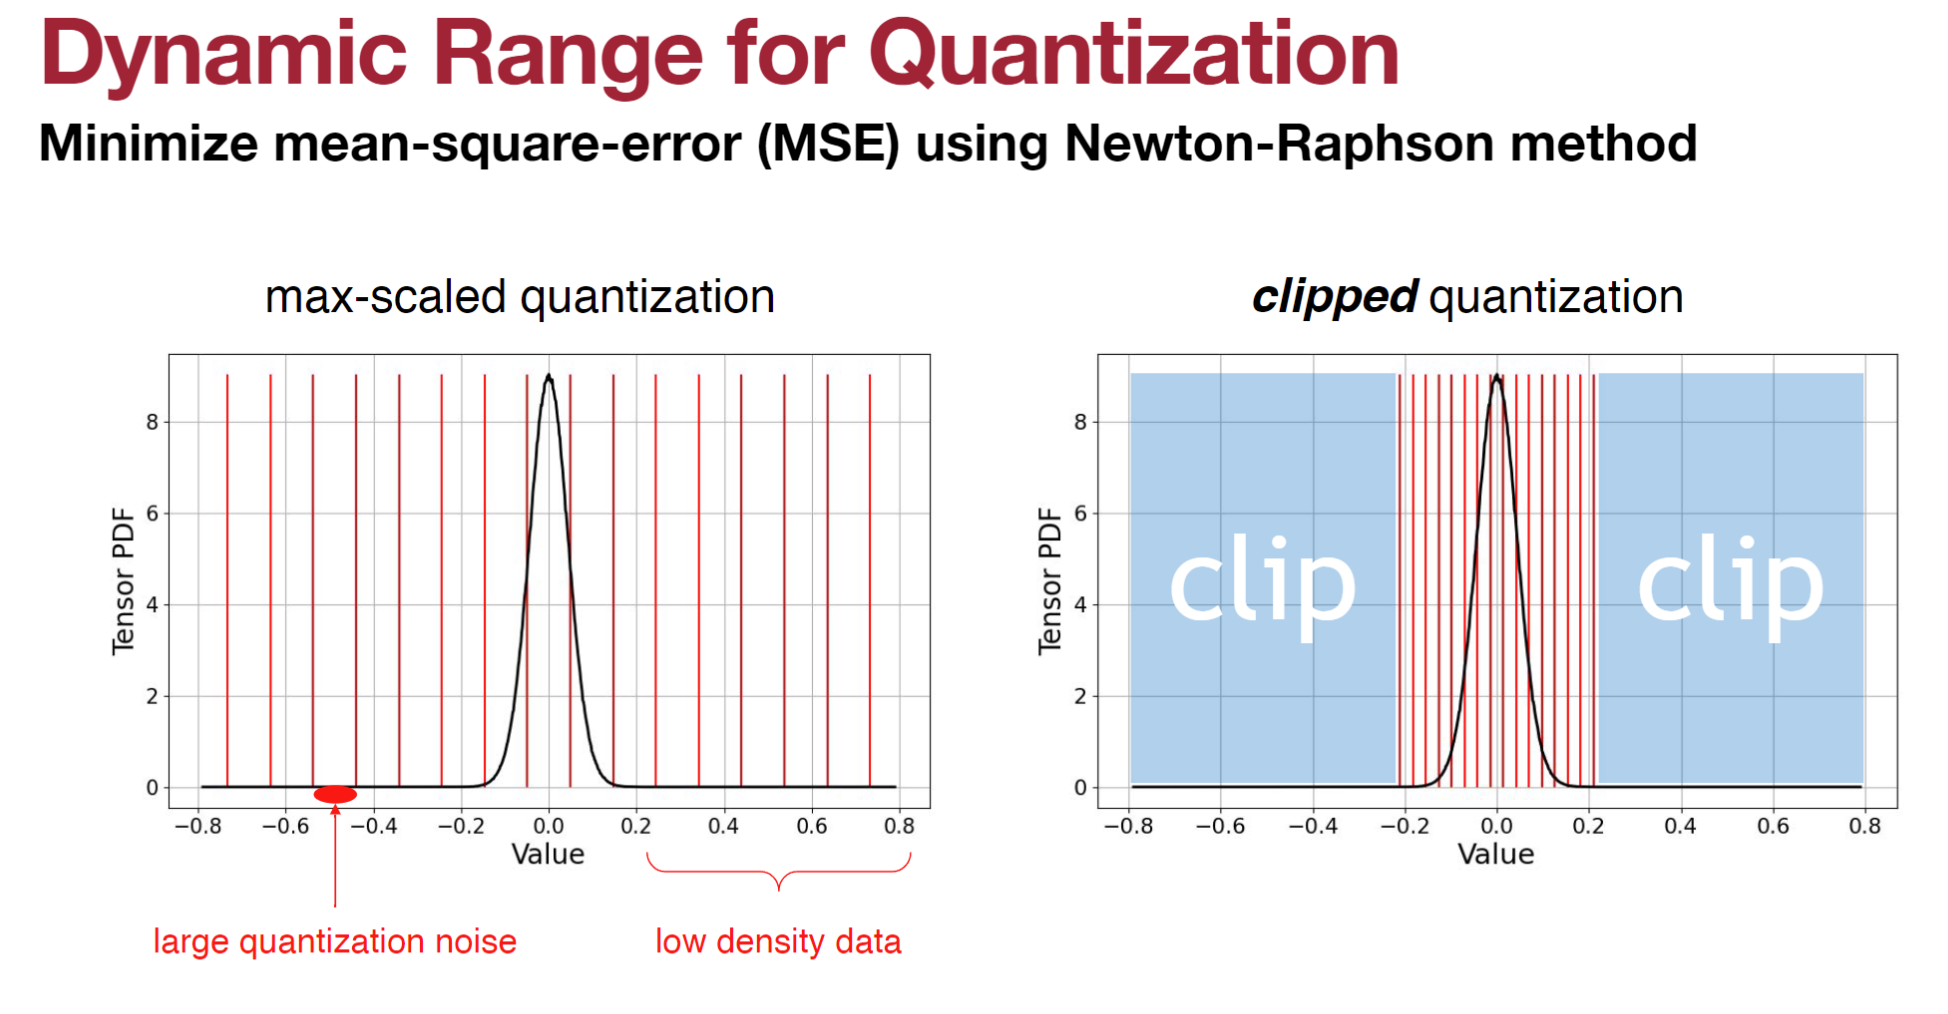 Dynamic Range for Quantization
Minimize mean-square-error (MSE) using Newton-Raphson method
max-scaled quantization
8
6
4
2
0
Tensor PDF
−0.8 −0.6 −0.4 −0.2 0.0 0.2 0.4 0.6 0.8
Value
large quantization noise
low density data
clipped quantization
8
6
4
2
0
Tensor PDF
clip
clip
−0.8 −0.6 −0.4 −0.2 0.0 0.2 0.4 0.6 0.8
Value